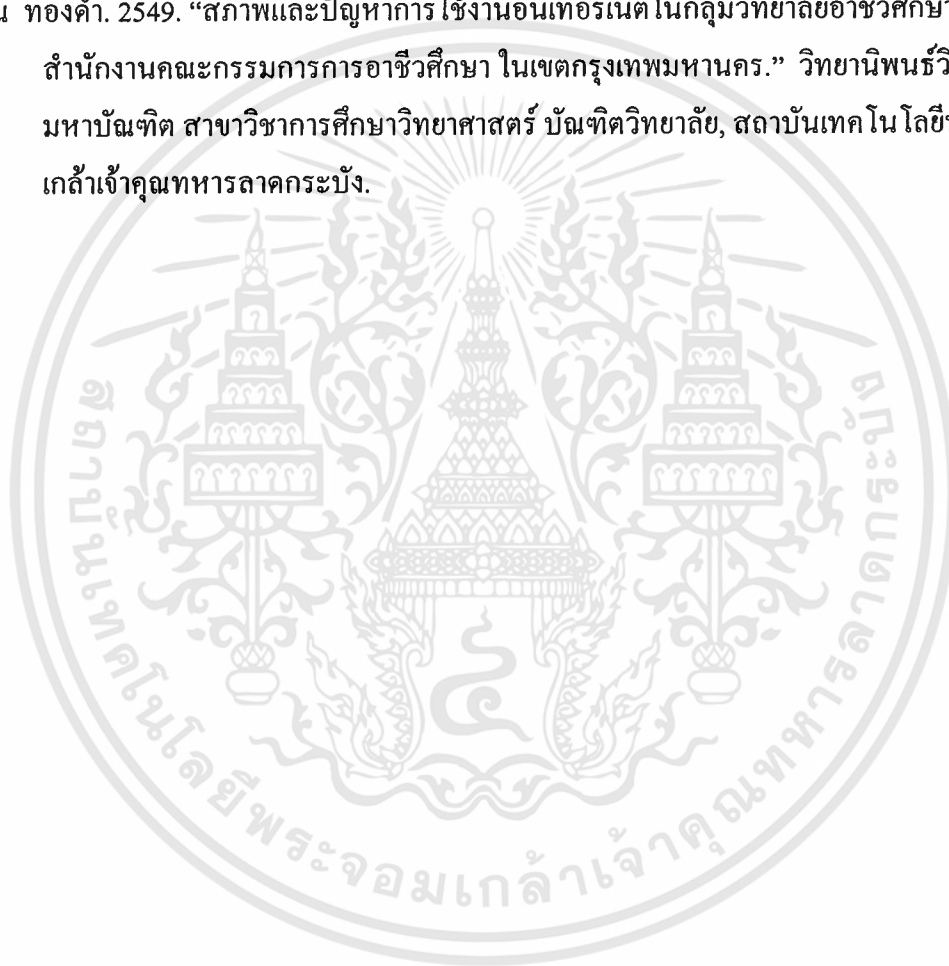 ทองคำ. 2549. “สภาพและปัญหาการใช้งานอินเทอร์เน็ตในกลุ่มวิทยาลัยอาชีวศึกษา
สำนักงานคณะกรรมการการอาชีวศึกษา ในเขตกรุงเทพมหานคร.” วิทยานิพนธ์วิ
มหาบัณฑิต สาขาวิชาการศึกษาวิทยาศาสตร์ บัณฑิตวิทยาลัย, สถาบันเทคโนโลยี
เกล้าเจ้าคุณทหารลาดกระบัง.
สถาบันเทคโนโลยีพระจอมเกล้าเจ้าคุณทหารลาดกระบัง